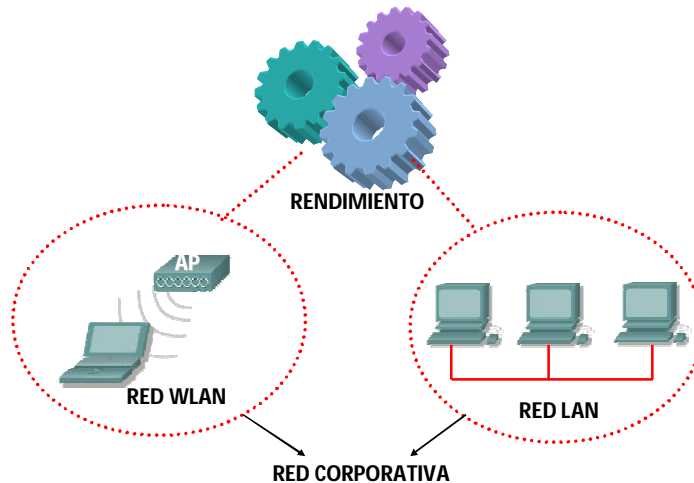 RENDIMIENTO
AP
RED WLAN
RED LAN
RED CORPORATIVA